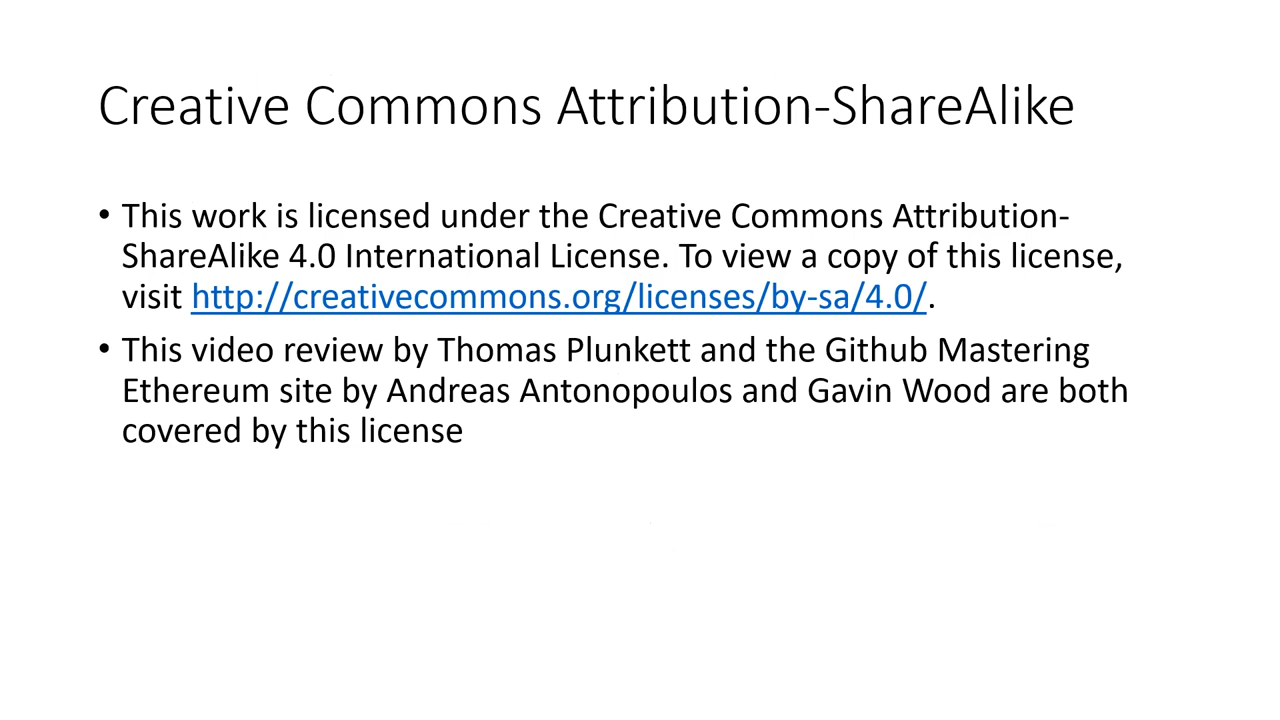 Creative Commons Attribution-ShareAlike
• This work is licensed under the Creative Commons Attribution-
ShareAlike 4.0 International License. To view a copy of this license,
visit http://creativecommons.org/licenses/by-sa/4.0/.
• This video review by Thomas Plunkett and the Github Mastering
Ethereum site by Andreas Antonopoulos and Gavin Wood are both
covered by this license